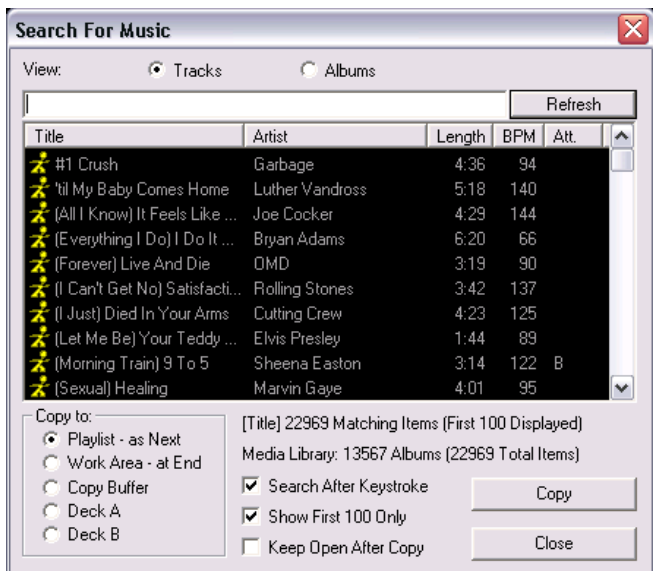 Search For Music
View: Tracks Albums
Refresh
Title Artist Length BPM Att.
#1 Crush Garbage 4:36 94
'til My Baby Comes Home Luther Vandross 5:18 140
(All I Know) It Feels Like ... Joe Cocker 4:29 144
(Everything I Do) I Do It ... Bryan Adams 6:20 66
(Forever) Live And Die OMD 3:19 90
(I Can't Get No) Satisfacti... Rolling Stones 3:42 137
(I Just) Died In Your Arms Cutting Crew 4:23 125
(Let Me Be) Your Teddy ... Elvis Presley 1:44 89
(Morning Train) 9 To 5 Sheena Easton 3:14 122 B
(Sexual) Healing Marvin Gaye 4:01 95
Copy to:
Playlist - as Next
Work Area - at End
Copy Buffer
Deck A
Deck B
[Title] 22969 Matching Items (First 100 Displayed)
Media Library: 13567 Albums (22969 Total Items)
Search After Keystroke
Show First 100 Only
Keep Open After Copy
Copy
Close